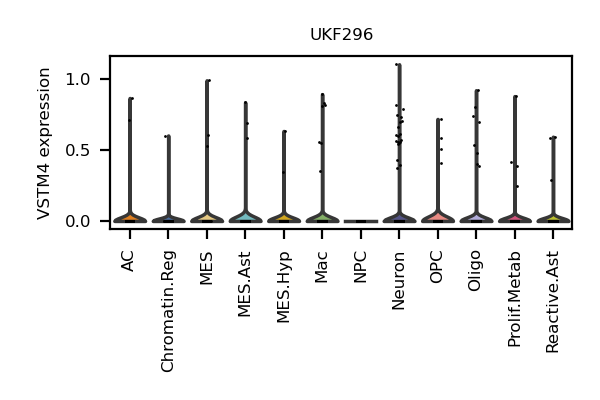 UKF296
VSTM4 expression
1.0
0.5
0.0
AC
Chromatin.Reg
MES
MES.Ast
MES.Hyp
Mac
NPC
Neuron
OPC
Oligo
Prolif.Metab
Reactive.Ast